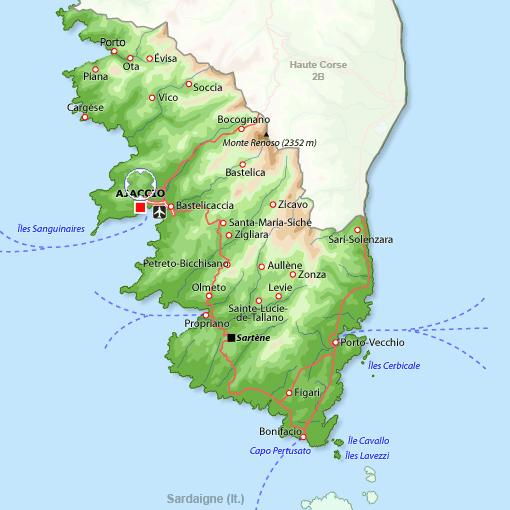 Porto
Ota
Évisa
Piana
Soccia
Vico
Cargèse
Haute Corse
2B
Bocognano
Monte Renoso (2352 m)
Bastelica
AJACCIO
Bastelicaccia
Zicavo
Îles Sanguinaires
Santa-Maria-Siché
Zigliara
Sari-Solenzara
Petreto-Bicchisano
Aullène
Zonza
Olmeto
Levie
Sainte-Lucie-
de-Tallano
Propriano
Sartène
Porto-Vecchio
Îles Cerbicale
Figari
Bonifacio
Île Cavallo
Capo Pertusato
Îles Lavezzi
Sardaigne (It.)